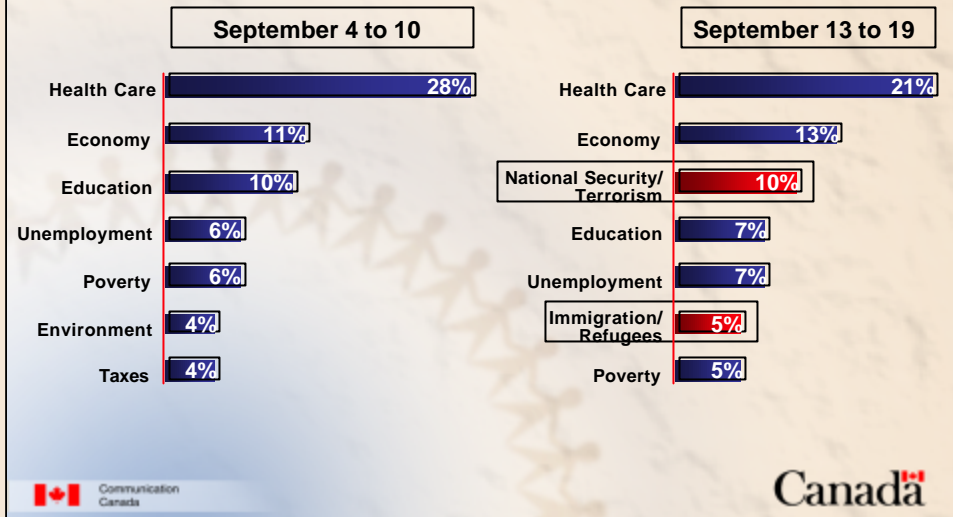 September 4 to 10
Health Care 28%
Economy 11%
Education 10%
Unemployment 6%
Poverty 6%
Environment 4%
Taxes 4%
September 13 to 19
Health Care 21%
Economy 13%
National Security/
Terrorism 10%
Education 7%
Unemployment 7%
Immigration/
Refugees 5%
Poverty 5%
Communication
Canada
Canada